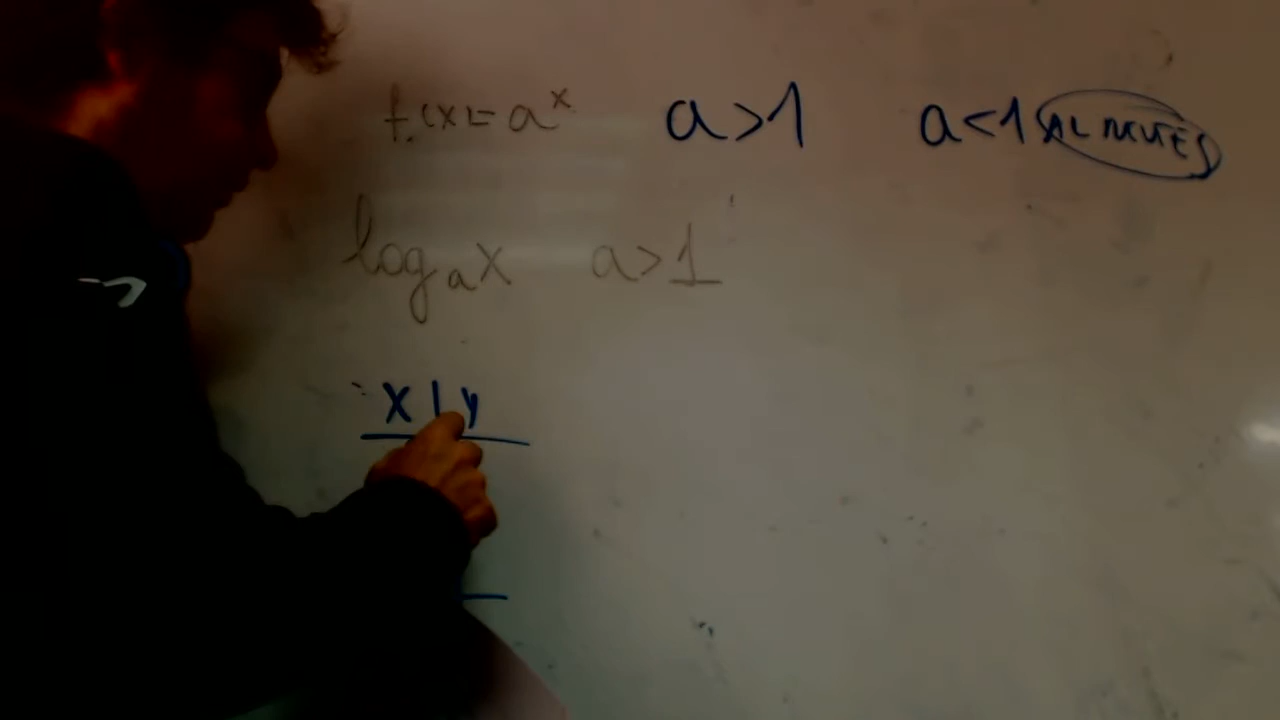 f(x)=a^x a>1 a<1
log_a x a>1
x | y